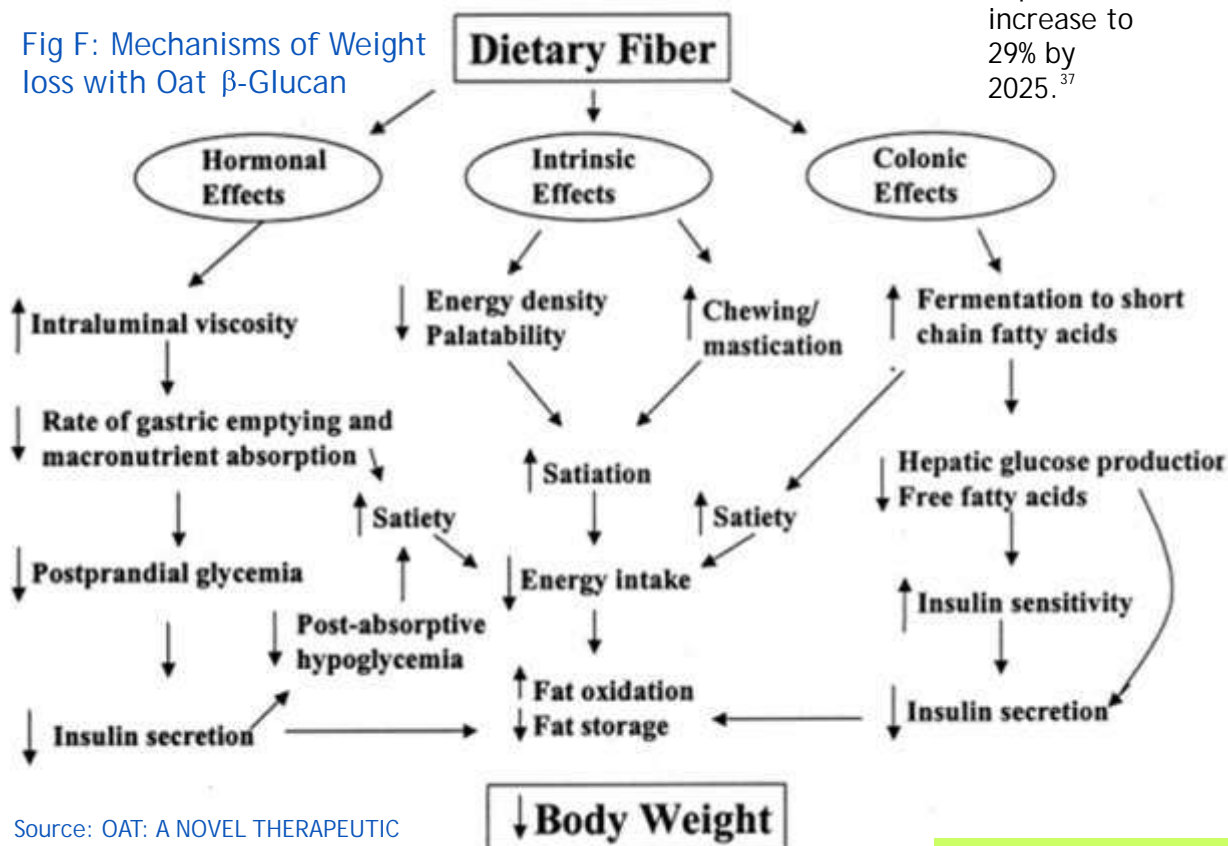 Fig F: Mechanisms of Weight
loss with Oat β-Glucan
Dietary Fiber
increase to
29% by
2025.37
Hormonal
Effects
Intrinsic
Effects
Colonic
Effects
↑ Intraluminal viscosity
↓ Energy density
Palatability
↑ Chewing/
mastication
↑ Fermentation to short
chain fatty acids
↓ Rate of gastric emptying and
macronutrient absorption
↑ Satiation
↓ Hepatic glucose production
Free fatty acids
↑ Satiety
↑ Satiety
↓ Postprandial glycemia
↓ Energy intake
↑ Insulin sensitivity
↓ Post-absorptive
hypoglycemia
↑ Fat oxidation
↓ Fat storage
↓ Insulin secretion
↓ Insulin secretion
↓ Body Weight
Source: OAT: A NOVEL THERAPEUTIC